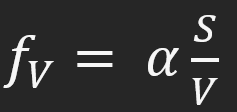 f_V = α S/V